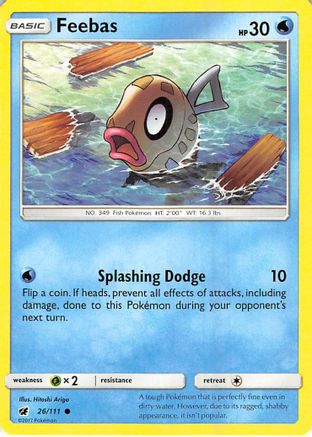 BASIC Feebas HP 30
NO. 349 Fish Pokémon HT: 2'00" WT: 16.3 lbs.
Splashing Dodge 10
Flip a coin. If heads, prevent all effects of attacks, including
damage, done to this Pokémon during your opponent's
next turn.
weakness × 2 resistance retreat
Illus. Hitoshi Ariga
26/111
©2017 Pokémon
A tough Pokémon that is perfectly fine even in
dirty water. However, due to its ragged, shabby
appearance, it isn't popular.